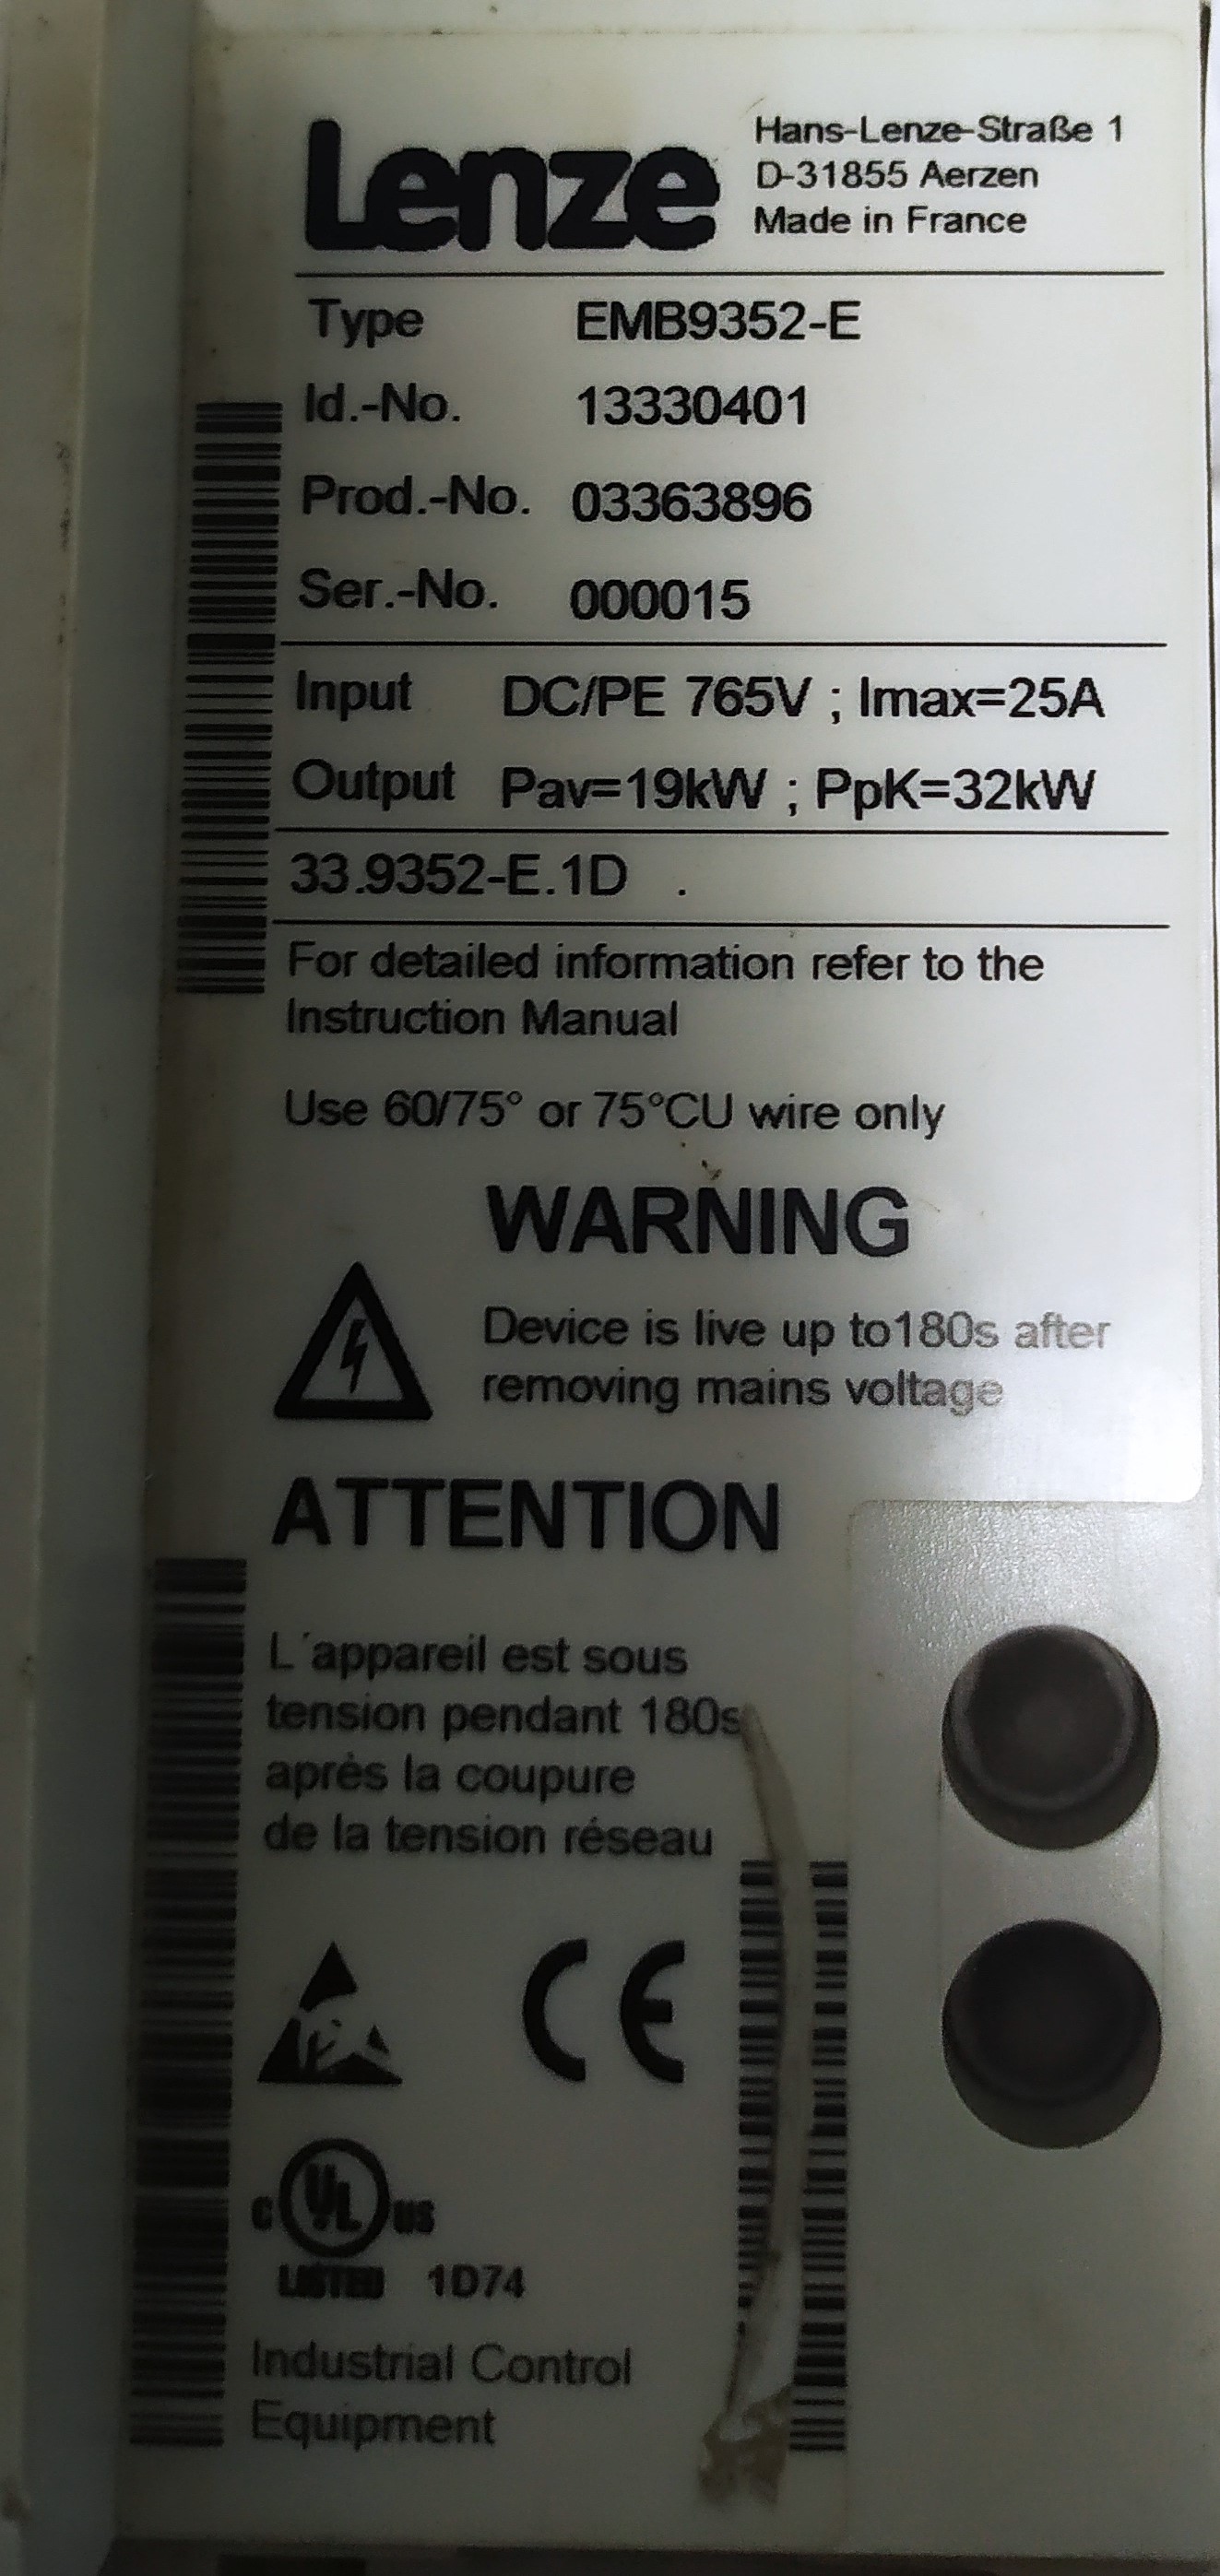 Lenze
Hans-Lenze-Straße 1
D-31855 Aerzen
Made in France
Type EMB9352-E
Id.-No. 13330401
Prod.-No. 03363896
Ser.-No. 000015
Input DC/PE 765V ; Imax=25A
Output Pav=19kW ; PpK=32kW
33.9352-E.1D .
For detailed information refer to the
Instruction Manual
Use 60/75° or 75°CU wire only
WARNING
Device is live up to180s after
removing mains voltage
ATTENTION
L´appareil est sous
tension pendant 180s
après la coupure
de la tension réseau
CE
C UL US
LISTED 1D74
Industrial Control
Equipment